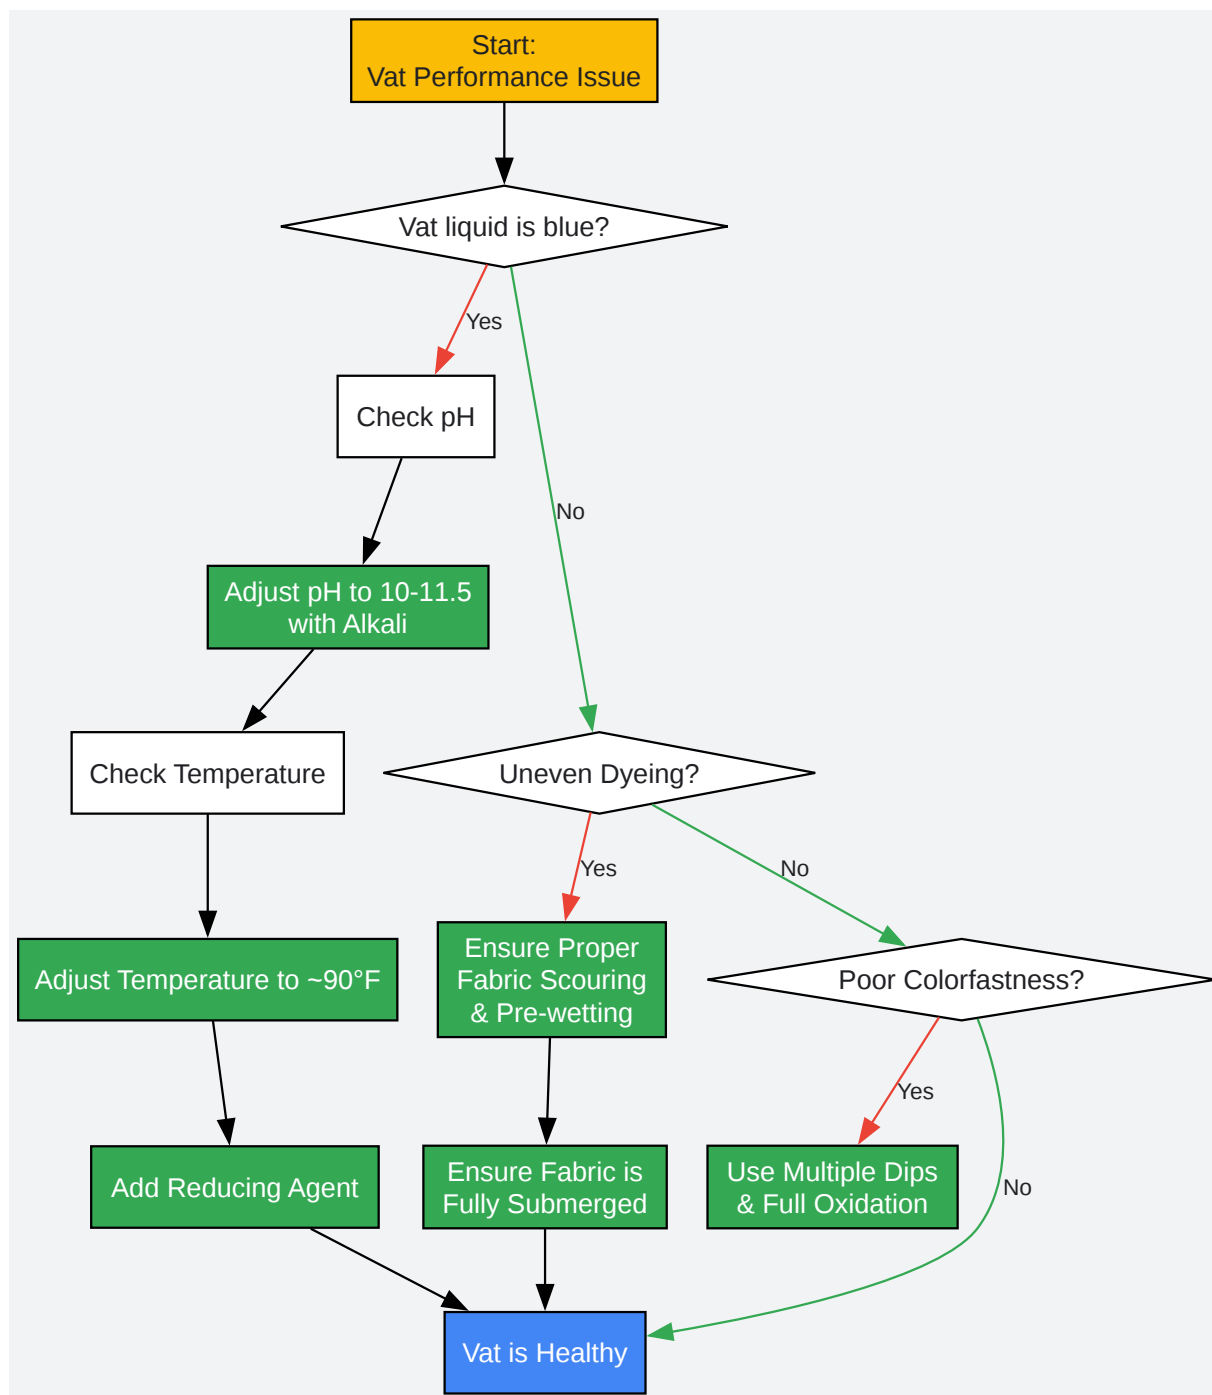 Start:
Vat Performance Issue
Vat liquid is blue?
Yes
Check pH
No
Adjust pH to 10-11.5
with Alkali
Check Temperature
Uneven Dyeing?
Yes
No
Adjust Temperature to ~90°F
Ensure Proper
Fabric Scouring
& Pre-wetting
Poor Colorfastness?
Yes
No
Add Reducing Agent
Ensure Fabric is
Fully Submerged
Use Multiple Dips
& Full Oxidation
Vat is Healthy